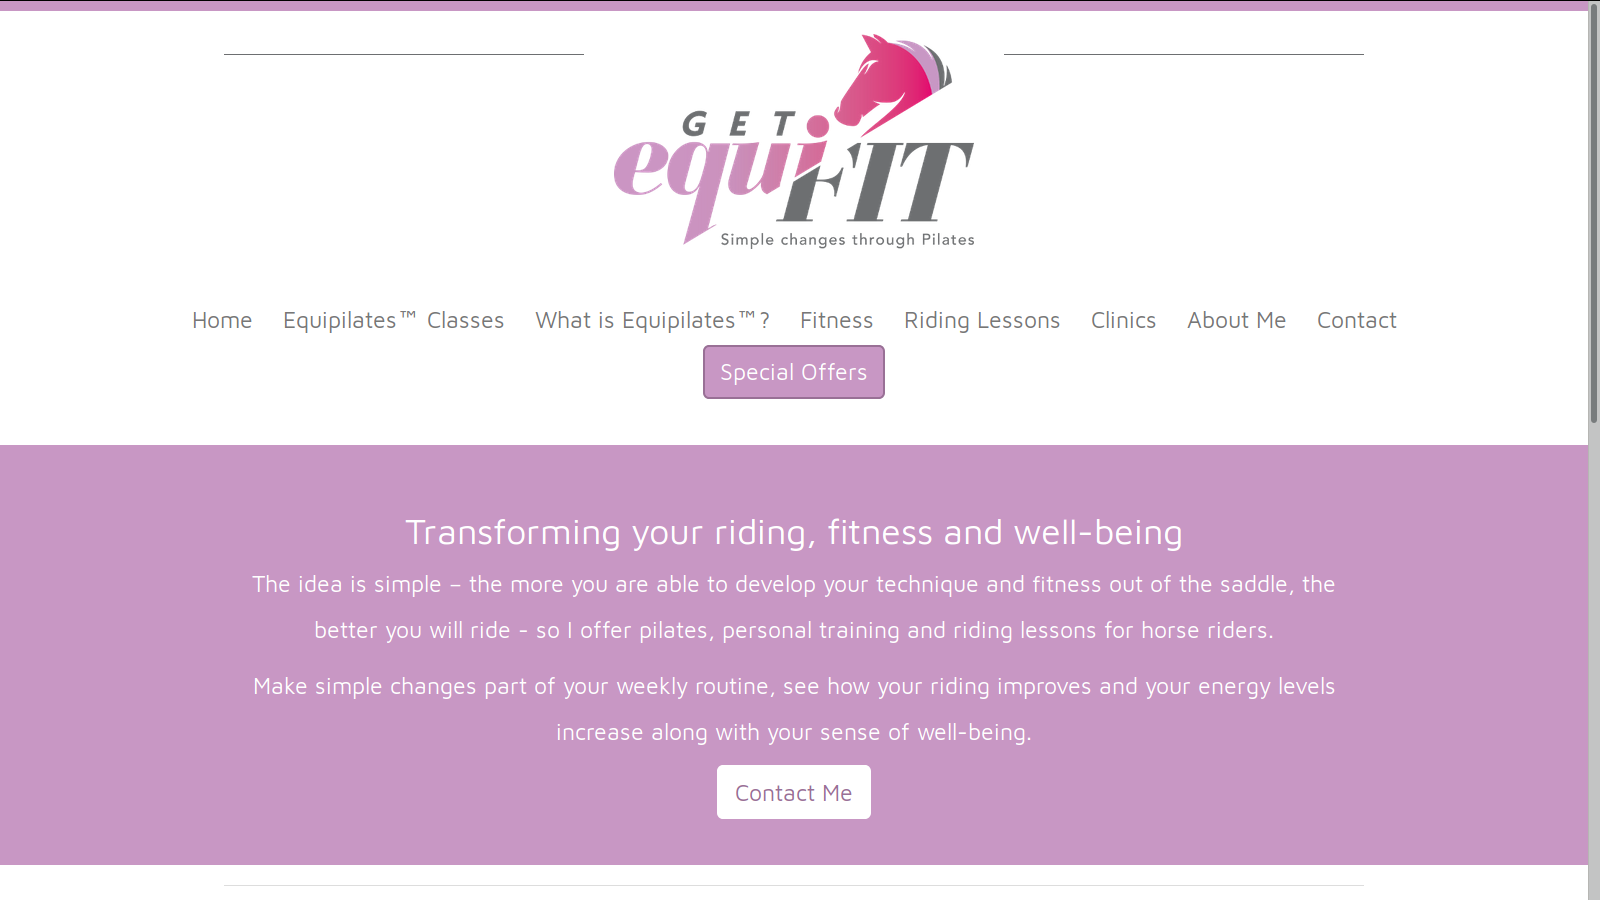 GET
equiFIT
Simple changes through Pilates
Home Equipilates™ Classes What is Equipilates™? Fitness Riding Lessons Clinics About Me Contact
Special Offers
Transforming your riding, fitness and well-being
The idea is simple – the more you are able to develop your technique and fitness out of the saddle, the
better you will ride - so I offer pilates, personal training and riding lessons for horse riders.
Make simple changes part of your weekly routine, see how your riding improves and your energy levels
increase along with your sense of well-being.
Contact Me